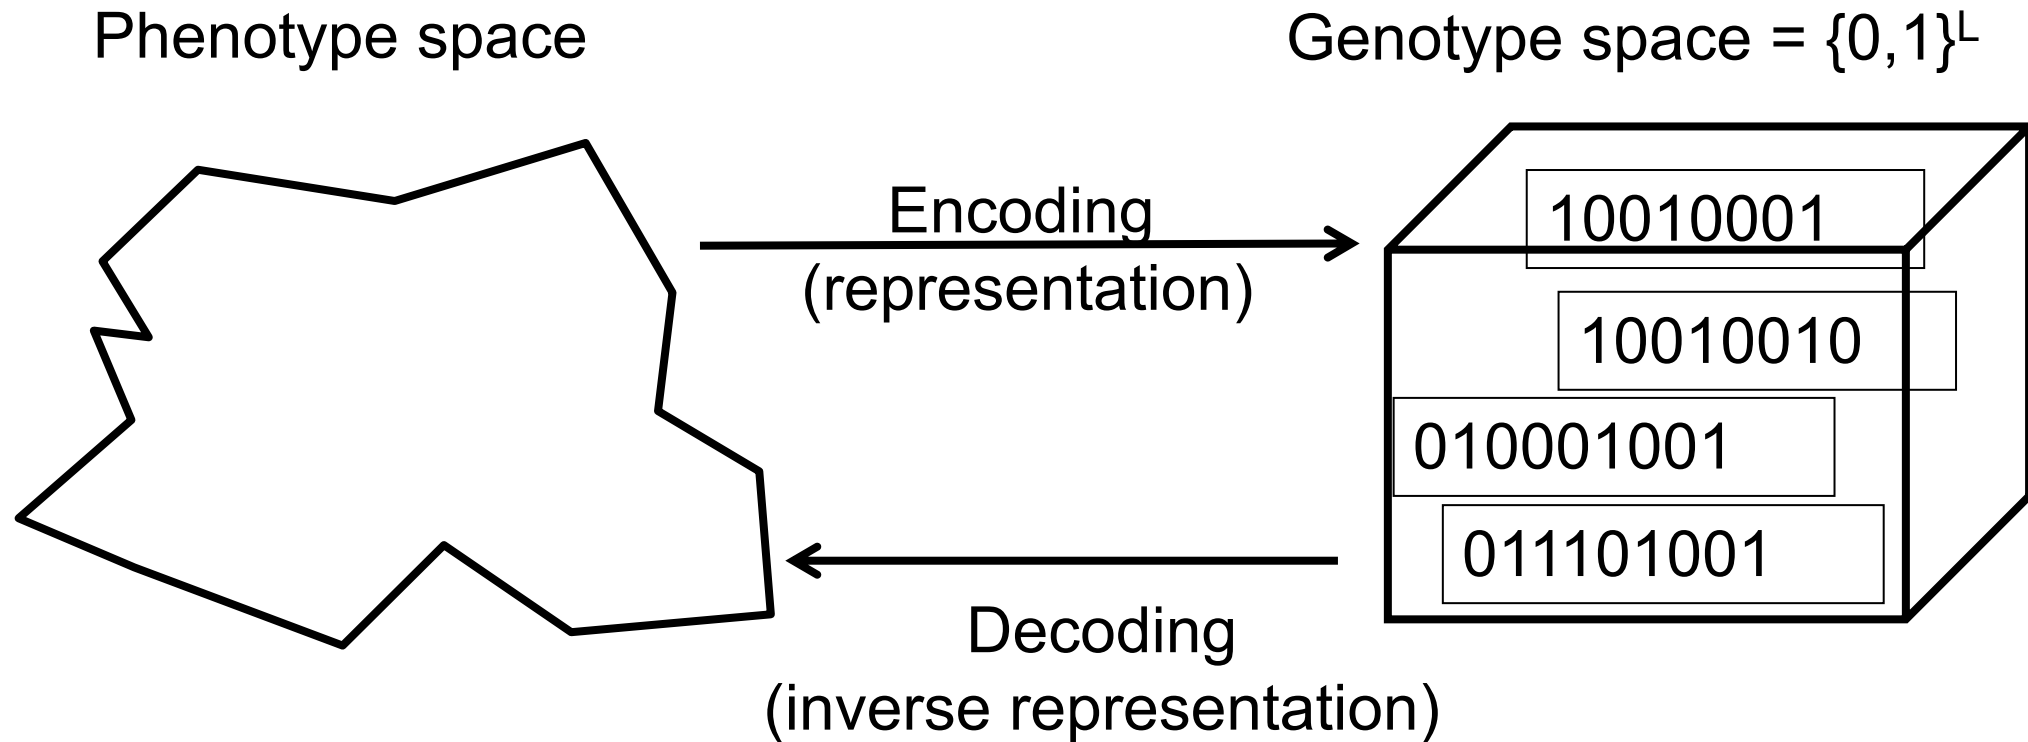 Phenotype space
Genotype space = {0,1}ᴸ
Encoding
(representation)
10010001
10010010
010001001
011101001
Decoding
(inverse representation)